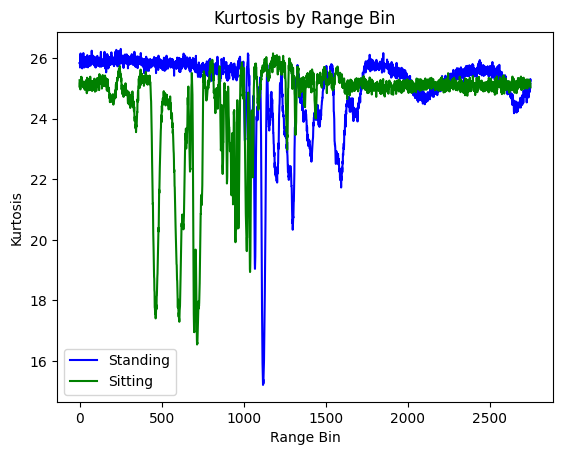 Kurtosis by Range Bin
Kurtosis
26
24
22
20
18
16
Standing
Sitting
0 500 1000 1500 2000 2500
Range Bin